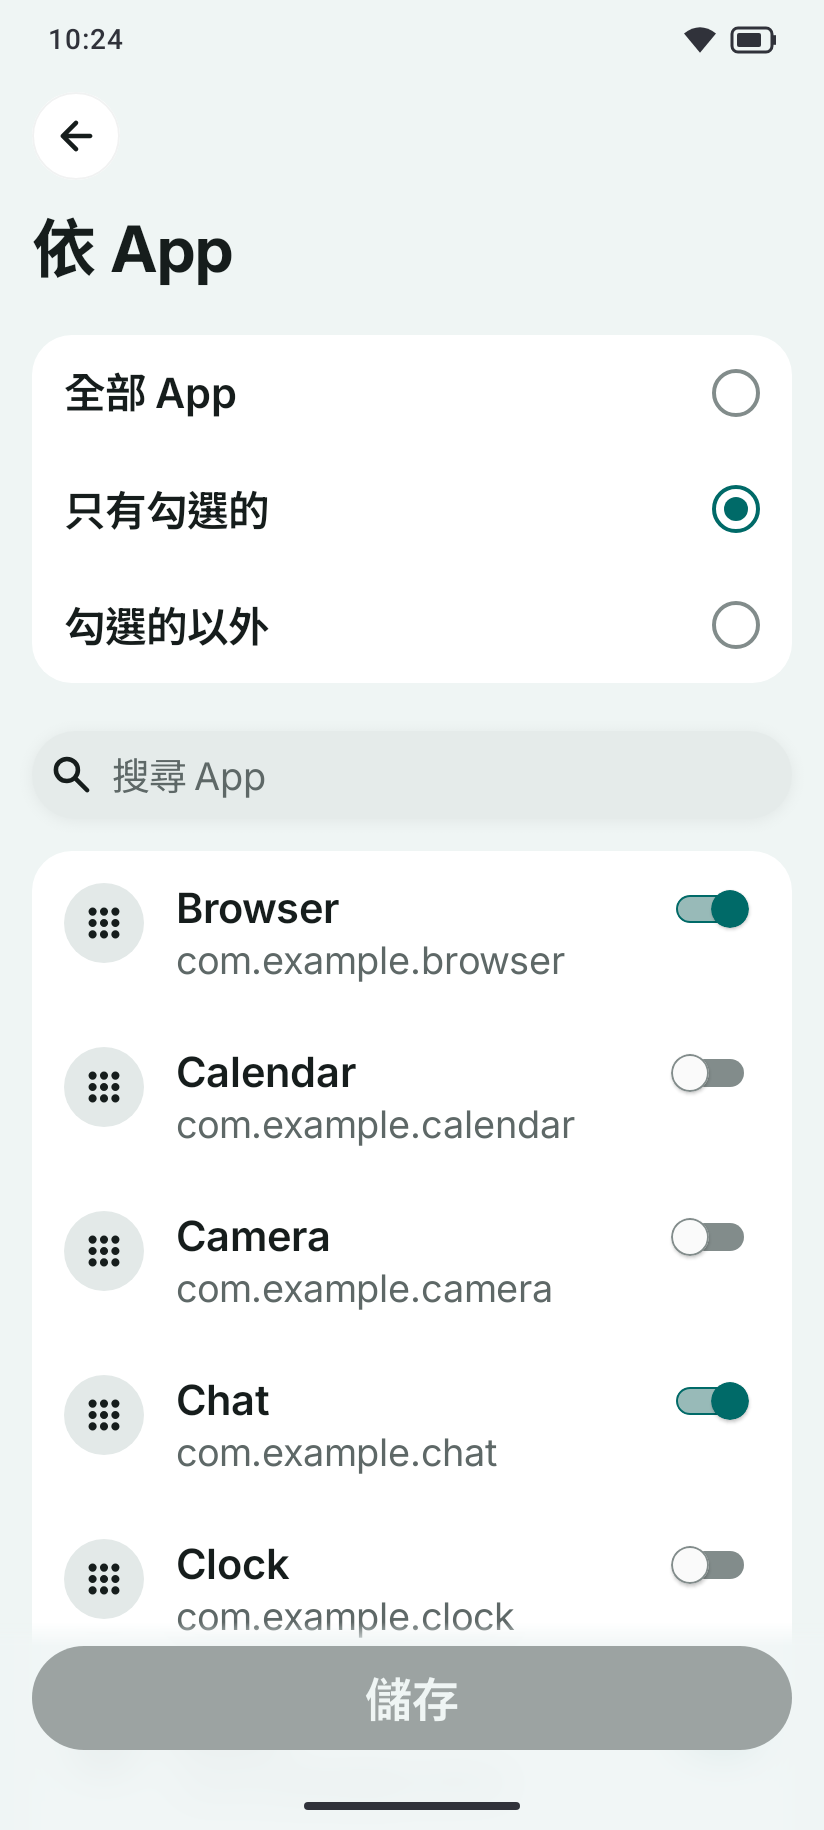 10:24
依 App
全部 App
只有勾選的
勾選的以外
搜尋 App
Browser
com.example.browser
Calendar
com.example.calendar
Camera
com.example.camera
Chat
com.example.chat
Clock
com.example.clock
儲存